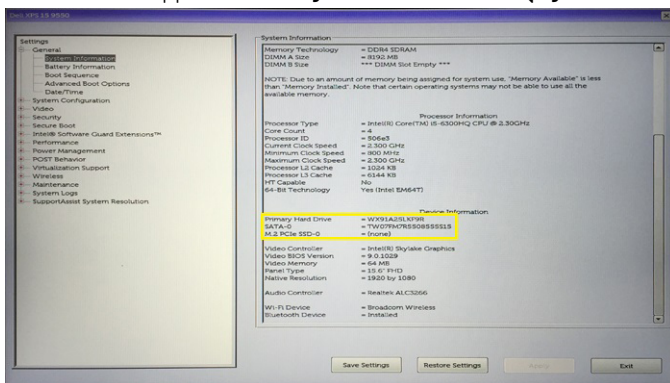 Dell XPS 15 9550
Settings
General
System Information
Battery Information
Boot Sequence
Advanced Boot Options
Date/Time
System Configuration
Video
Security
Secure Boot
Intel® Software Guard Extensions™
Performance
Power Management
POST Behavior
Virtualization Support
Wireless
Maintenance
System Logs
SupportAssist System Resolution
System Information
Memory Technology = DDR4 SDRAM
DIMM A Size = 8192 MB
DIMM B Size *** DIMM Slot Empty ***
NOTE: Due to an amount of memory being assigned for system use, "Memory Available" is less
than "Memory Installed". Note that certain operating systems may not be able to use all the
available memory.
Processor Information
Processor Type = Intel(R) Core(TM) i5-6300HQ CPU @ 2.30GHz
Core Count = 4
Processor ID = 506e3
Current Clock Speed = 2.300 GHz
Minimum Clock Speed = 800 MHz
Maximum Clock Speed = 2.300 GHz
Processor L2 Cache = 1024 KB
Processor L3 Cache = 6144 KB
HT Capable No
64-Bit Technology Yes (Intel EM64T)
Device Information
Primary Hard Drive = WX91A25LKF9R
SATA-0 = TW07FM7R5508555515
M.2 PCIe SSD-0 = (none)
Video Controller = Intel(R) Skylake Graphics
Video BIOS Version = 9.0.1029
Video Memory = 64 MB
Panel Type = 15.6" FHD
Native Resolution = 1920 by 1080
Audio Controller = Realtek ALC3266
Wi-Fi Device = Broadcom Wireless
Bluetooth Device = Installed
Save Settings
Restore Settings
Apply
Exit